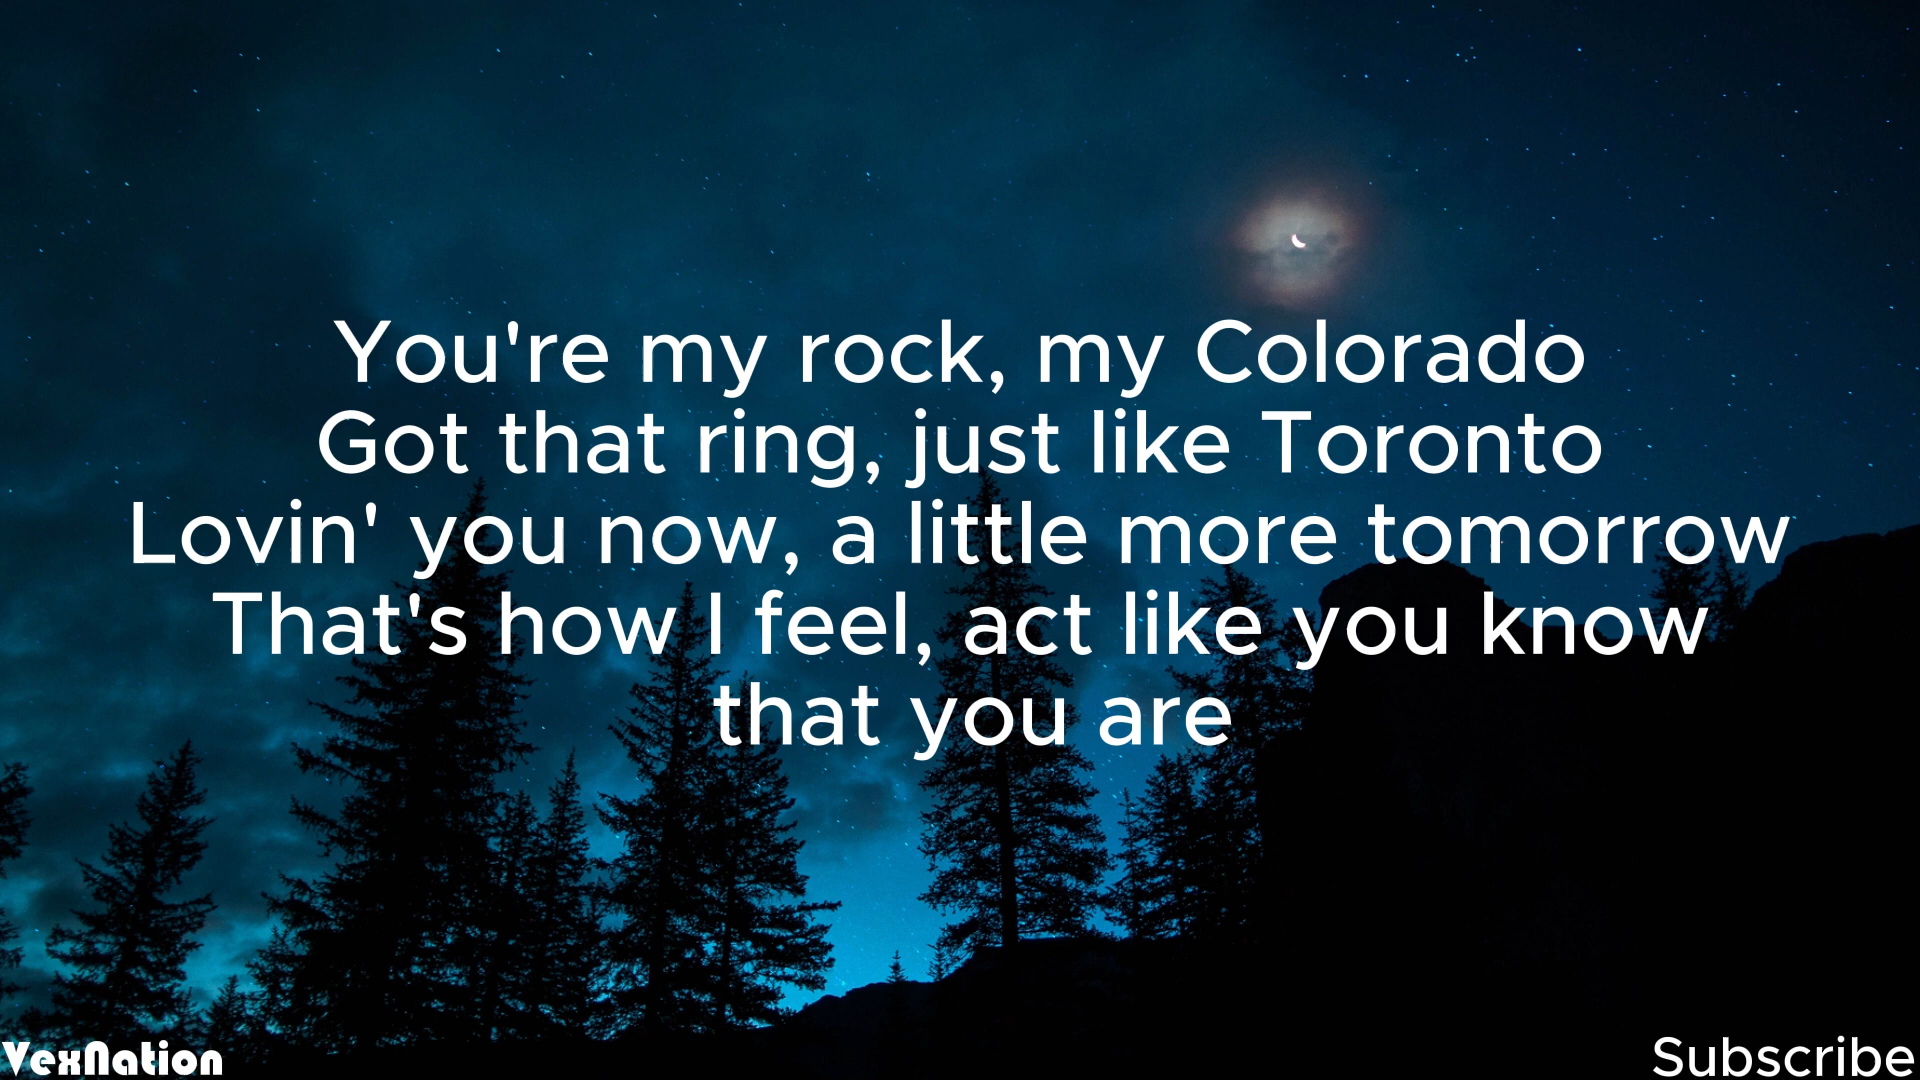 You're my rock, my Colorado
Got that ring, just like Toronto
Lovin' you now, a little more tomorrow
That's how I feel, act like you know
that you are
VexNation
Subscribe